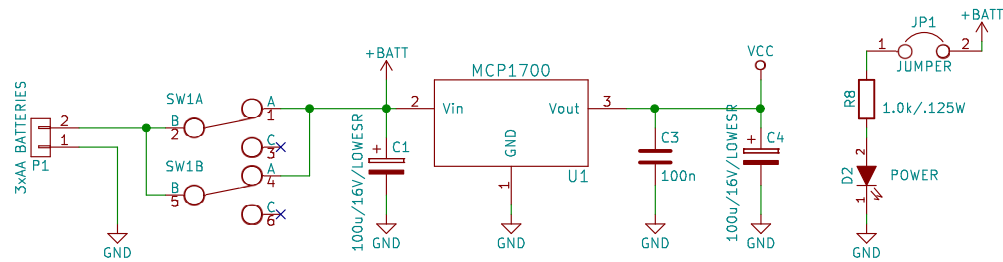 3xAA BATTERIES
2
1
P1
GND
SW1A
B
2
A
1
C
3
SW1B
B
5
A
4
C
6
+BATT
+
C1
100u/16V/LOWESR
GND
MCP1700
2
Vin
Vout
3
GND
1
U1
GND
C3
100n
GND
VCC
+
C4
100u/16V/LOWESR
GND
JP1
+BATT
1
2
JUMPER
R8
1.0k/.125W
2
D2
POWER
1
GND